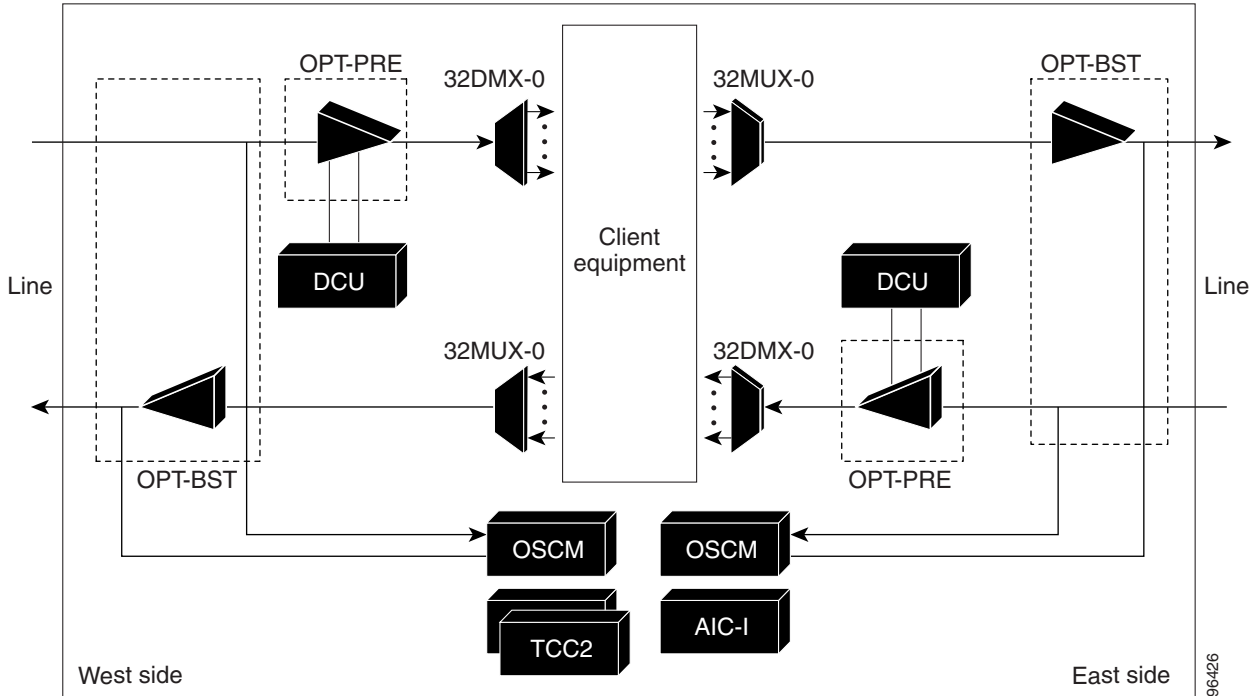 OPT-PRE
32DMX-0
32MUX-0
OPT-BST
DCU
Client
equipment
DCU
Line
Line
32MUX-0
32DMX-0
OPT-BST
OPT-PRE
OSCM
OSCM
TCC2
AIC-I
West side
East side
96426